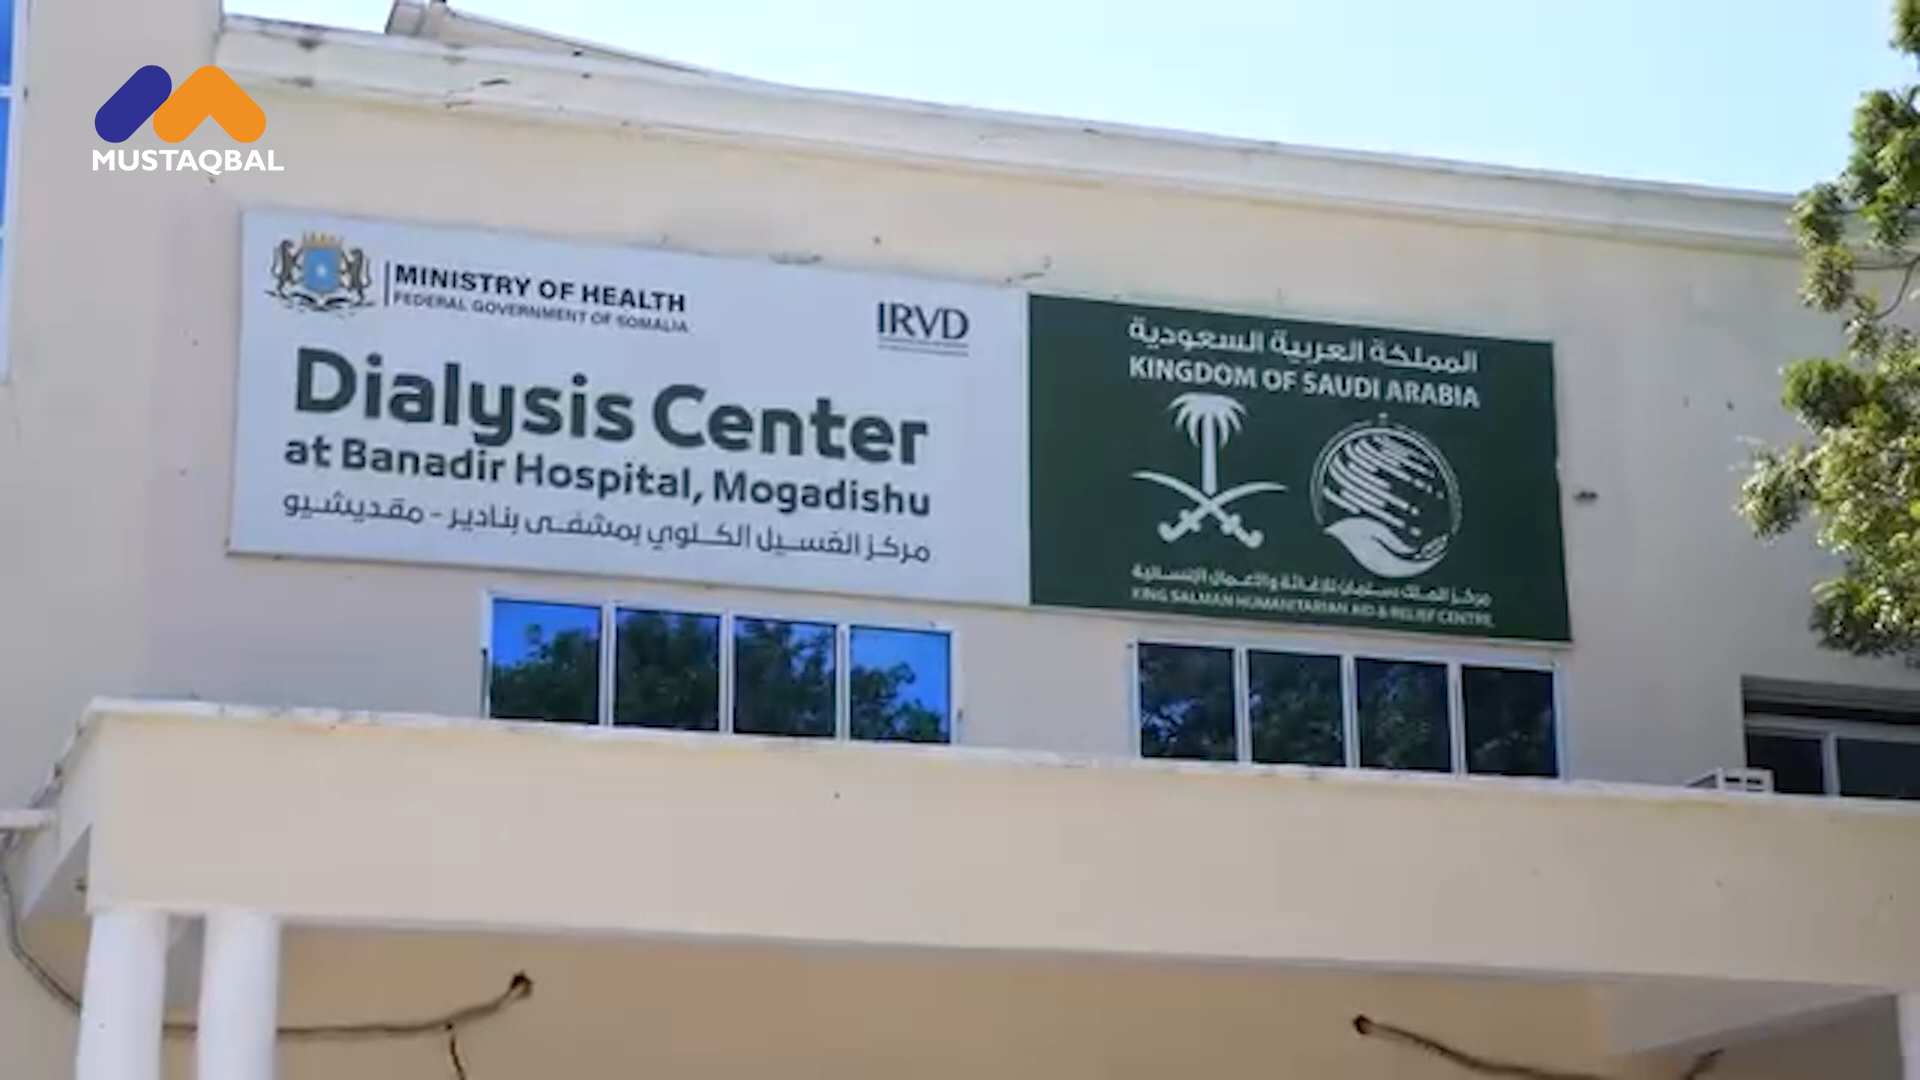 MUSTAQBAL
MINISTRY OF HEALTH
FEDERAL GOVERNMENT OF SOMALIA
IRVD
Dialysis Center
at Banadir Hospital, Mogadishu
مركز الغسيل الكلوي بمشفى بنادير - مقديشيو
المملكة العربية السعودية
KINGDOM OF SAUDI ARABIA
مركز الملك سلمان للإغاثة والأعمال الإنسانية
KING SALMAN HUMANITARIAN AID & RELIEF CENTRE